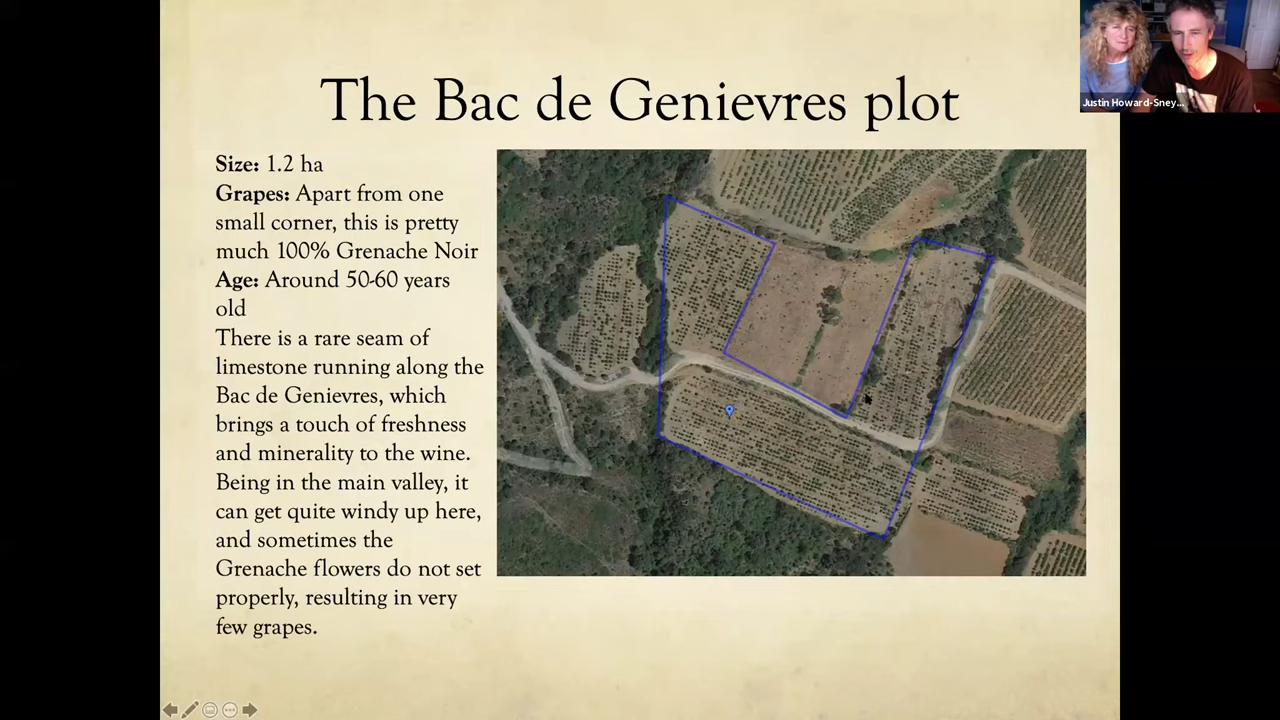 The Bac de Genievres plot
Justin Howard-Sney...
Size: 1.2 ha
Grapes: Apart from one
small corner, this is pretty
much 100% Grenache Noir
Age: Around 50-60 years
old
There is a rare seam of
limestone running along the
Bac de Genievres, which
brings a touch of freshness
and minerality to the wine.
Being in the main valley, it
can get quite windy up here,
and sometimes the
Grenache flowers do not set
properly, resulting in very
few grapes.